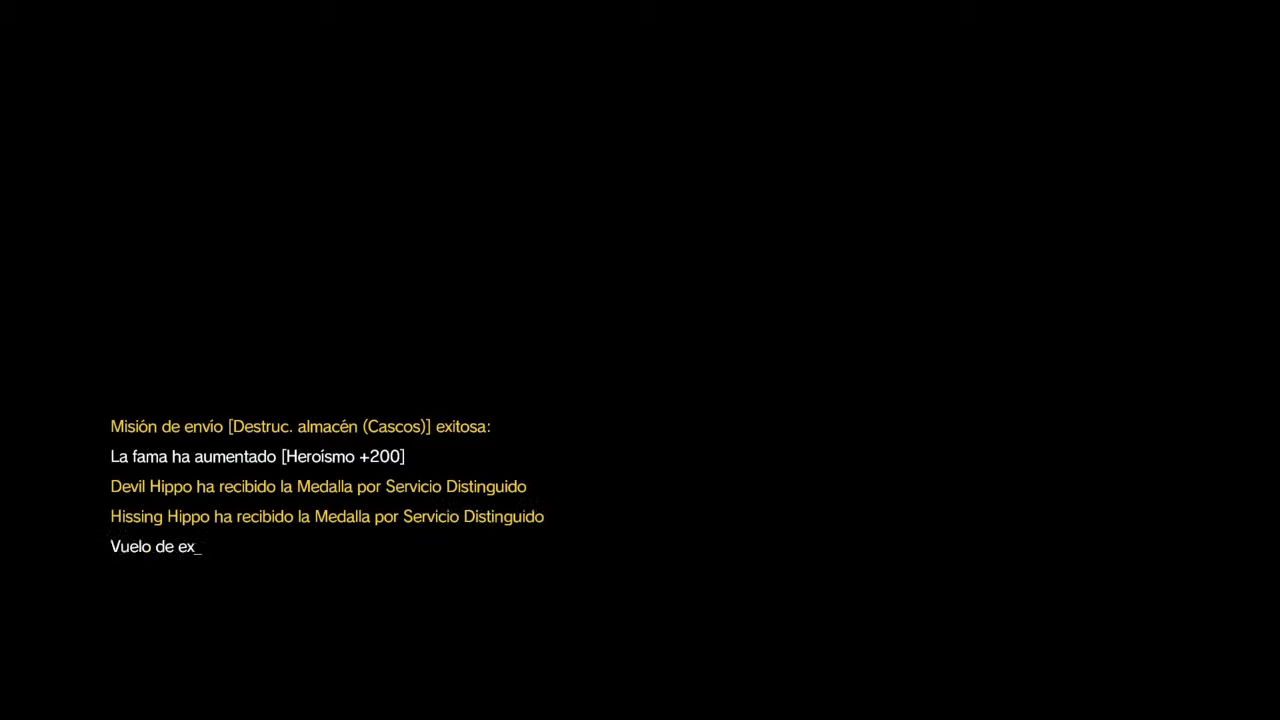 Misión de envío [Destruc. almacén (Cascos)] exitosa:
La fama ha aumentado [Heroísmo +200]
Devil Hippo ha recibido la Medalla por Servicio Distinguido
Hissing Hippo ha recibido la Medalla por Servicio Distinguido
Vuelo de ex_